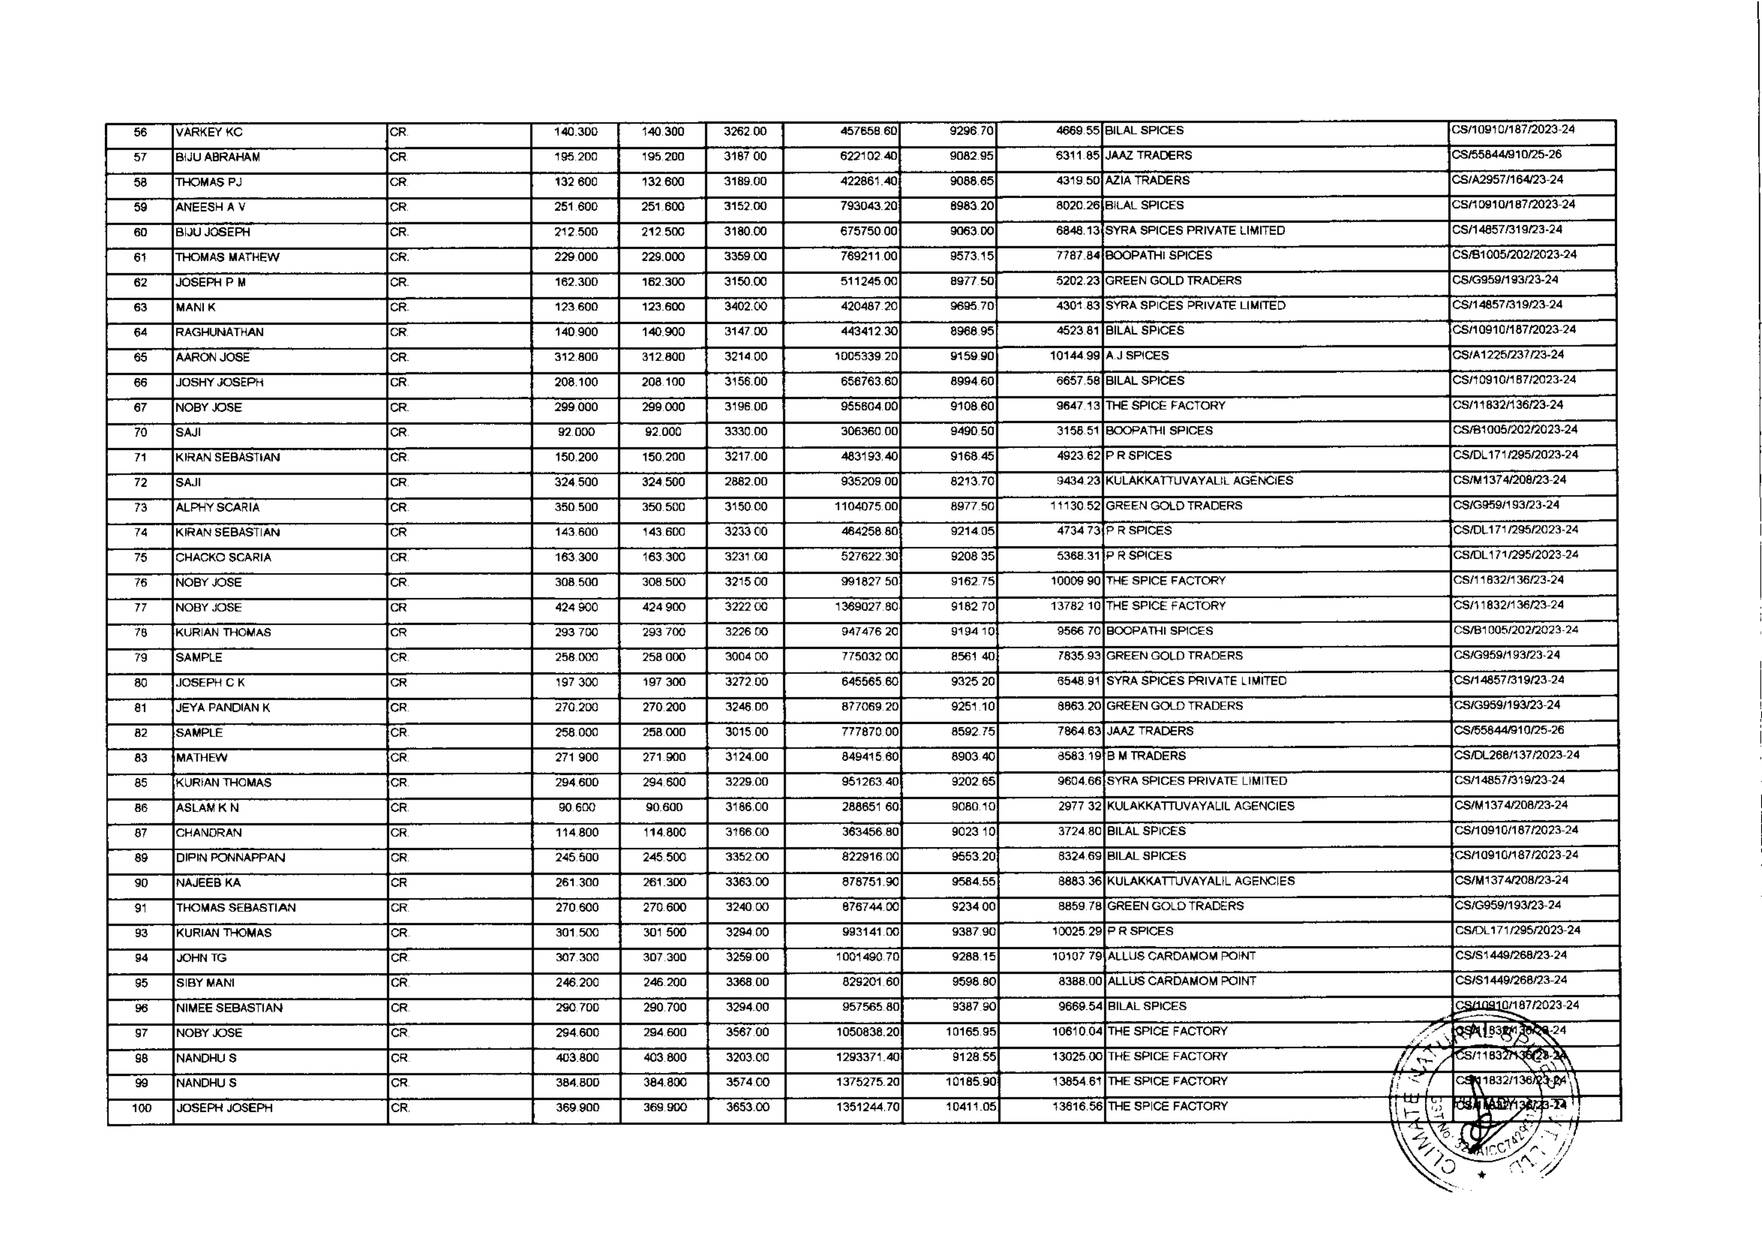 56 VARKEY KC CR. 140.300 140.300 3262.00 457658.60 9296.70 4669.55 BILAL SPICES CS/10910/187/2023-24
57 BIJU ABRAHAM CR. 195.200 195.200 3187.00 622102.40 9082.95 6311.85 JAAZ TRADERS CS/55844/910/25-26
58 THOMAS PJ CR. 132.600 132.600 3189.00 422861.40 9088.65 4319.50 AZIA TRADERS CS/A2957/164/23-24
59 ANEESH A V CR. 251.600 251.600 3152.00 793043.20 8983.20 8020.26 BILAL SPICES CS/10910/187/2023-24
60 BIJU JOSEPH CR. 212.500 212.500 3180.00 675750.00 9063.00 6848.13 SYRA SPICES PRIVATE LIMITED CS/14857/319/23-24
61 THOMAS MATHEW CR. 229.000 229.000 3359.00 769211.00 9573.15 7787.84 BOOPATHI SPICES CS/B1005/202/2023-24
62 JOSEPH P M CR. 162.300 162.300 3150.00 511245.00 8977.50 5202.23 GREEN GOLD TRADERS CS/G959/193/23-24
63 MANI K CR. 123.600 123.600 3402.00 420487.20 9695.70 4301.83 SYRA SPICES PRIVATE LIMITED CS/14857/319/23-24
64 RAGHUNATHAN CR. 140.900 140.900 3147.00 443412.30 8968.95 4523.81 BILAL SPICES CS/10910/187/2023-24
65 AARON JOSE CR. 312.800 312.800 3214.00 1005339.20 9159.90 10144.99 A.J SPICES CS/A1225/237/23-24
66 JOSHY JOSEPH CR. 208.100 208.100 3156.00 656763.60 8994.60 6657.58 BILAL SPICES CS/10910/187/2023-24
67 NOBY JOSE CR. 299.000 299.000 3196.00 955604.00 9108.60 9647.13 THE SPICE FACTORY CS/11832/136/23-24
70 SAJI CR. 92.000 92.000 3330.00 306360.00 9490.50 3158.51 BOOPATHI SPICES CS/B1005/202/2023-24
71 KIRAN SEBASTIAN CR. 150.200 150.200 3217.00 483193.40 9168.45 4923.62 P R SPICES CS/DL171/295/2023-24
72 SAJI CR. 324.500 324.500 2882.00 935209.00 8213.70 9434.23 KULAKKATTUVAYALIL AGENCIES CS/M1374/208/23-24
73 ALPHY SCARIA CR. 350.500 350.500 3150.00 1104075.00 8977.50 11130.52 GREEN GOLD TRADERS CS/G959/193/23-24
74 KIRAN SEBASTIAN CR. 143.600 143.600 3233.00 464258.80 9214.05 4734.73 P R SPICES CS/DL171/295/2023-24
75 CHACKO SCARIA CR. 163.300 163.300 3231.00 527622.30 9208.35 5368.31 P R SPICES CS/DL171/295/2023-24
76 NOBY JOSE CR. 308.500 308.500 3215.00 991827.50 9162.75 10009.90 THE SPICE FACTORY CS/11832/136/23-24
77 NOBY JOSE CR. 424.900 424.900 3222.00 1369027.80 9182.70 13782.10 THE SPICE FACTORY CS/11832/136/23-24
78 KURIAN THOMAS CR. 293.700 293.700 3226.00 947476.20 9194.10 9566.70 BOOPATHI SPICES CS/B1005/202/2023-24
79 SAMPLE CR. 258.000 258.000 3004.00 775032.00 8561.40 7835.93 GREEN GOLD TRADERS CS/G959/193/23-24
80 JOSEPH C K CR. 197.300 197.300 3272.00 645565.60 9325.20 6548.91 SYRA SPICES PRIVATE LIMITED CS/14857/319/23-24
81 JEYA PANDIAN K CR. 270.200 270.200 3246.00 877069.20 9251.10 8863.20 GREEN GOLD TRADERS CS/G959/193/23-24
82 SAMPLE CR. 258.000 258.000 3015.00 777870.00 8592.75 7864.63 JAAZ TRADERS CS/55844/910/25-26
83 MATHEW CR. 271.900 271.900 3124.00 849415.60 8903.40 8583.19 B M TRADERS CS/DL268/137/2023-24
85 KURIAN THOMAS CR. 294.600 294.600 3229.00 951263.40 9202.65 9604.66 SYRA SPICES PRIVATE LIMITED CS/14857/319/23-24
86 ASLAM K N CR. 90.600 90.600 3186.00 288651.60 9080.10 2977.32 KULAKKATTUVAYALIL AGENCIES CS/M1374/208/23-24
87 CHANDRAN CR. 114.800 114.800 3166.00 363456.80 9023.10 3724.80 BILAL SPICES CS/10910/187/2023-24
89 DIPIN PONNAPPAN CR. 245.500 245.500 3352.00 822916.00 9553.20 8324.69 BILAL SPICES CS/10910/187/2023-24
90 NAJEEB KA CR 261.300 261.300 3363.00 878751.90 9584.55 8883.36 KULAKKATTUVAYALIL AGENCIES CS/M1374/208/23-24
91 THOMAS SEBASTIAN CR. 270.600 270.600 3240.00 876744.00 9234.00 8859.78 GREEN GOLD TRADERS CS/G959/193/23-24
93 KURIAN THOMAS CR. 301.500 301.500 3294.00 993141.00 9387.90 10025.29 P R SPICES CS/DL171/295/2023-24
94 JOHN TG CR. 307.300 307.300 3259.00 1001490.70 9288.15 10107.79 ALLUS CARDAMOM POINT CS/S1449/268/23-24
95 SIBY MANI CR. 246.200 246.200 3368.00 829201.60 9598.80 8388.00 ALLUS CARDAMOM POINT CS/S1449/268/23-24
96 NIMEE SEBASTIAN CR. 290.700 290.700 3294.00 957565.80 9387.90 9669.54 BILAL SPICES CS/10910/187/2023-24
97 NOBY JOSE CR. 294.600 294.600 3567.00 1050838.20 10165.95 10610.04 THE SPICE FACTORY CS/11832/136/23-24
98 NANDHU S CR. 403.800 403.800 3203.00 1293371.40 9128.55 13025.00 THE SPICE FACTORY CS/11832/136/23-24
99 NANDHU S CR. 384.800 384.800 3574.00 1375275.20 10185.90 13854.61 THE SPICE FACTORY CS/11832/136/23-24
100 JOSEPH JOSEPH CR. 369.900 369.900 3653.00 1351244.70 10411.05 13616.56 THE SPICE FACTORY CS/11832/136/23-24
CLIMATE NATURAL SPICES